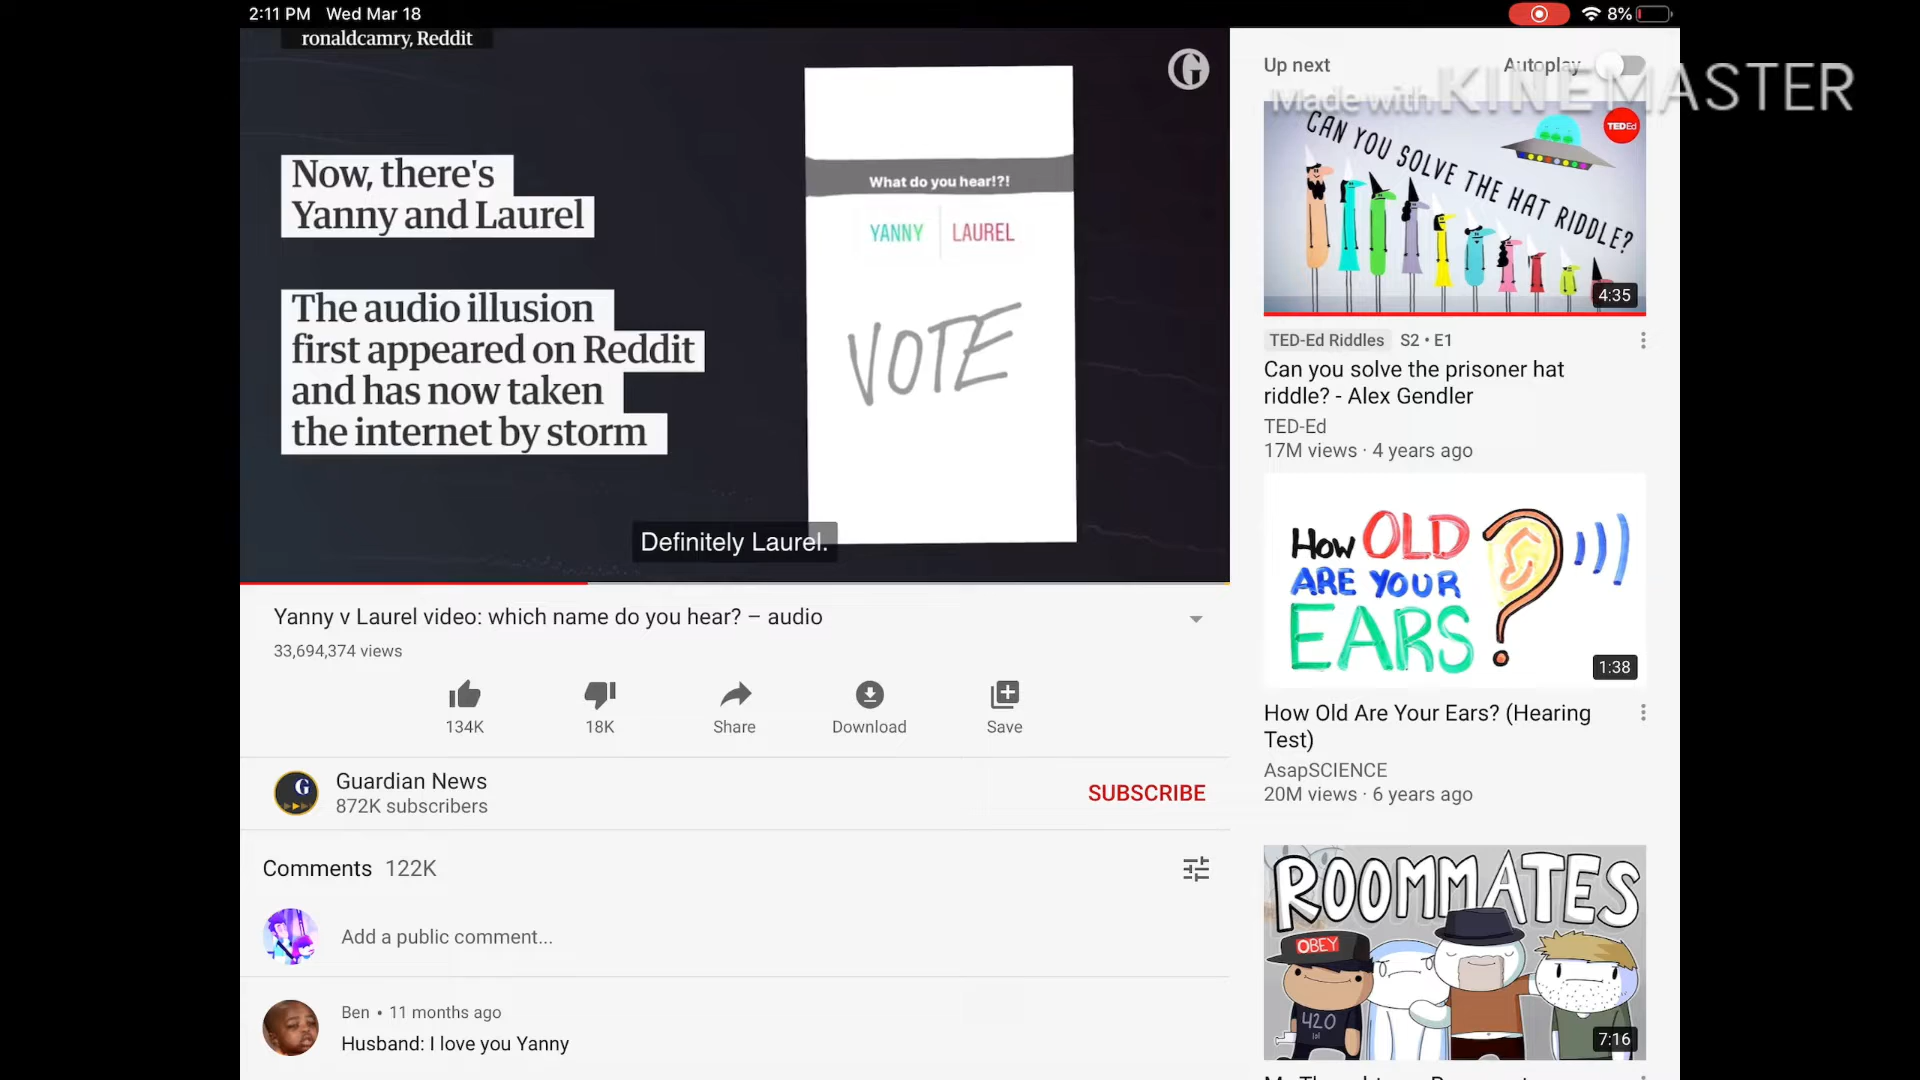 2:11 PM Wed Mar 18
8%
ronaldcamry, Reddit
Now, there's
Yanny and Laurel
The audio illusion
first appeared on Reddit
and has now taken
the internet by storm
What do you hear!?!
YANNY LAUREL
VOTE
Definitely Laurel.
Yanny v Laurel video: which name do you hear? – audio
33,694,374 views
134K 18K Share Download Save
Guardian News
872K subscribers
SUBSCRIBE
Comments 122K
Add a public comment...
Ben • 11 months ago
Husband: I love you Yanny
Up next Autoplay
Made with KINEMASTER
CAN YOU SOLVE THE HAT RIDDLE?
TEDEd
4:35
TED-Ed Riddles S2 • E1
Can you solve the prisoner hat
riddle? - Alex Gendler
TED-Ed
17M views · 4 years ago
HOW OLD
ARE YOUR
EARS?
1:38
How Old Are Your Ears? (Hearing
Test)
AsapSCIENCE
20M views · 6 years ago
ROOMMATES
OBEY
420
lol
7:16